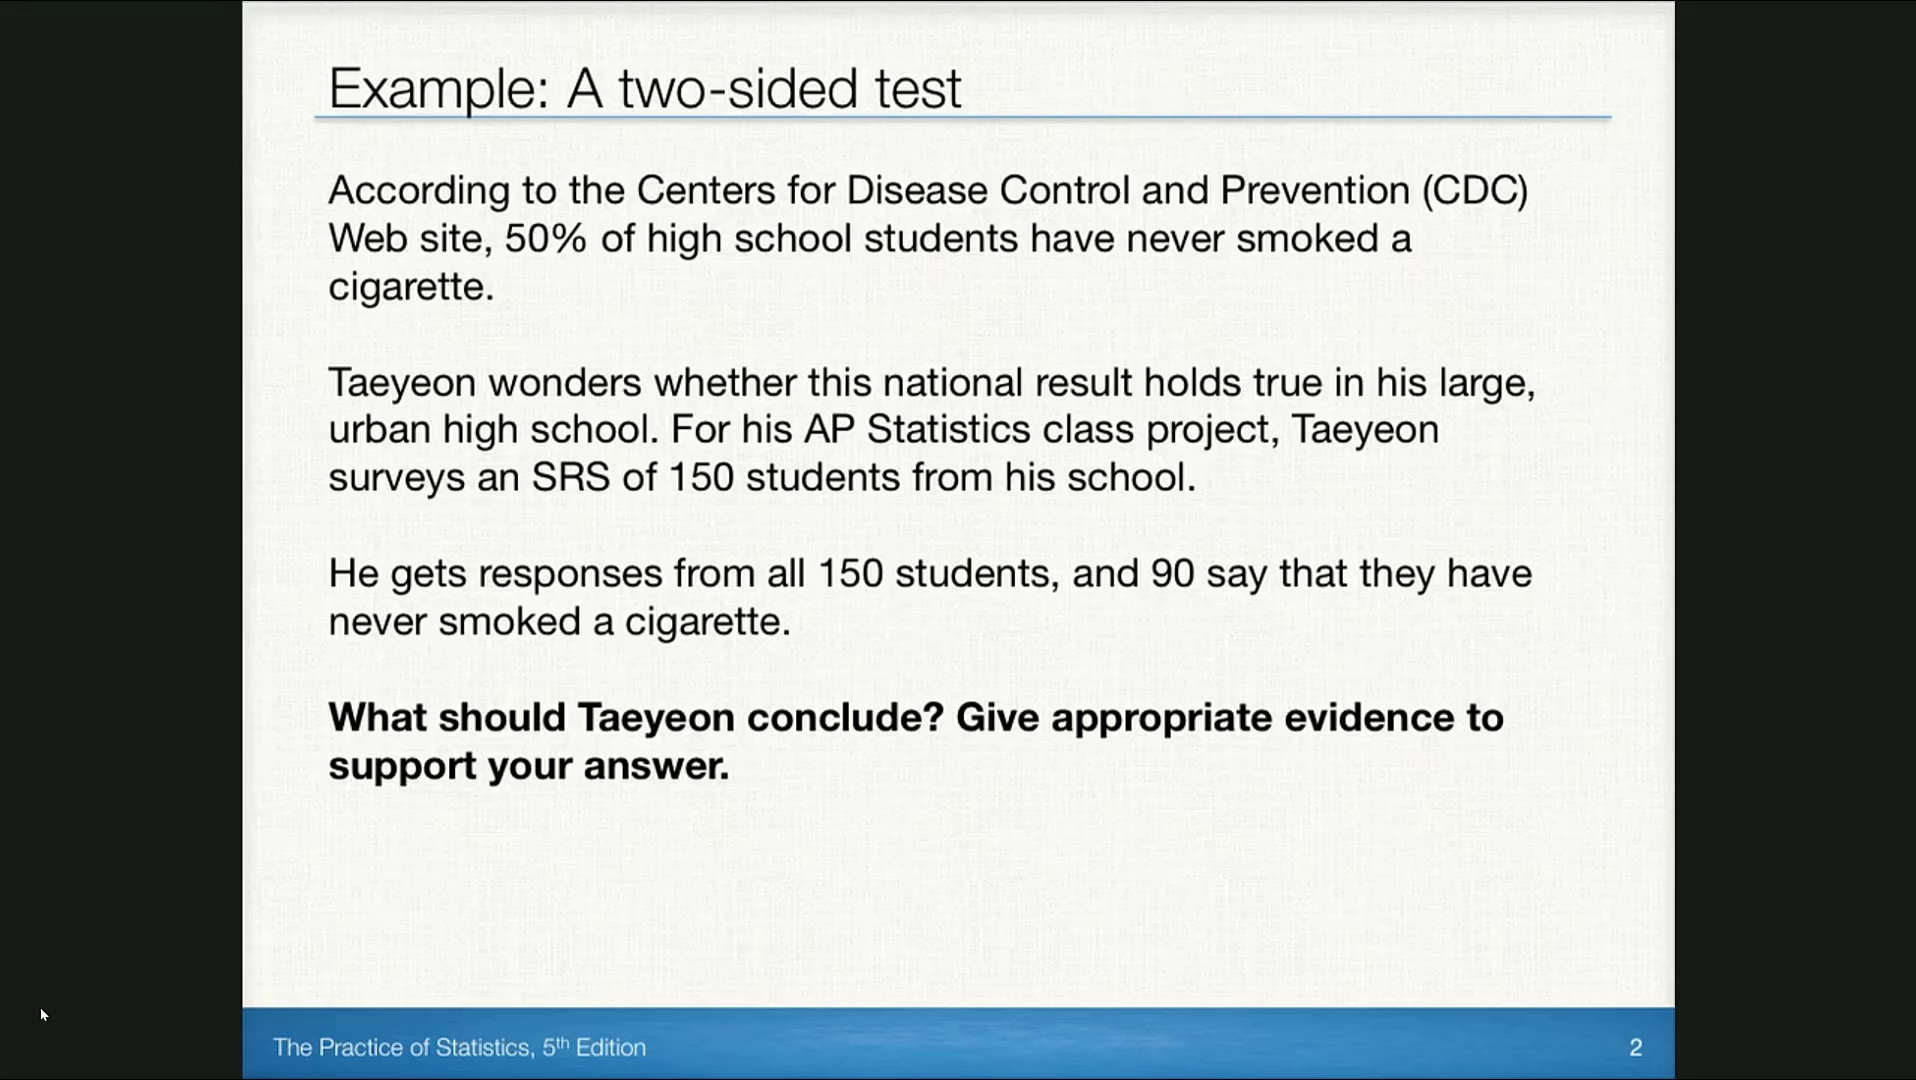 Example: A two-sided test
According to the Centers for Disease Control and Prevention (CDC)
Web site, 50% of high school students have never smoked a
cigarette.
Taeyeon wonders whether this national result holds true in his large,
urban high school. For his AP Statistics class project, Taeyeon
surveys an SRS of 150 students from his school.
He gets responses from all 150 students, and 90 say that they have
never smoked a cigarette.
What should Taeyeon conclude? Give appropriate evidence to
support your answer.
The Practice of Statistics, 5th Edition
2